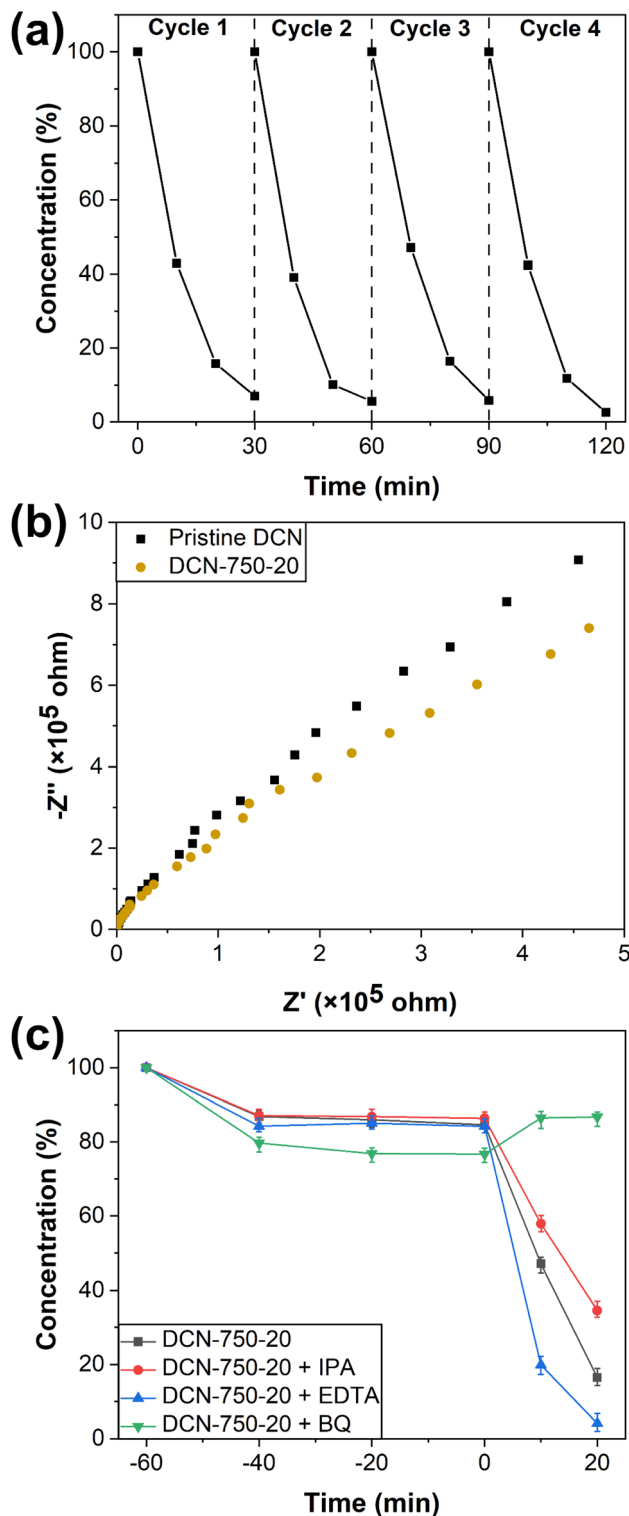 (a)
Cycle 1 Cycle 2 Cycle 3 Cycle 4
100
80
60
40
20
0
Concentration (%)
0 30 60 90 120
Time (min)
(b)
Pristine DCN
DCN-750-20
10
8
6
4
2
0
-Z'' (×10⁵ ohm)
0 1 2 3 4 5
Z' (×10⁵ ohm)
(c)
100
80
60
40
20
0
Concentration (%)
DCN-750-20
DCN-750-20 + IPA
DCN-750-20 + EDTA
DCN-750-20 + BQ
-60 -40 -20 0 20
Time (min)